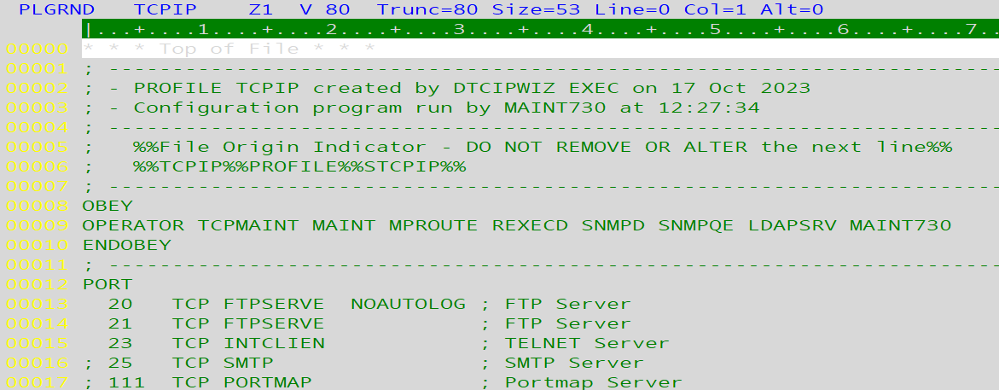 PLGRND   TCPIP    Z1  V 80  Trunc=80 Size=53 Line=0 Col=1 Alt=0
|...+....1....+....2....+....3....+....4....+....5....+....6....+....7..
00000 * * * Top of File * * *
00001 ; ----------------------------------------------------------------------
00002 ; - PROFILE TCPIP created by DTCIPWIZ EXEC on 17 Oct 2023
00003 ; - Configuration program run by MAINT730 at 12:27:34
00004 ; ----------------------------------------------------------------------
00005 ;   %%File Origin Indicator - DO NOT REMOVE OR ALTER the next line%%
00006 ;   %%TCPIP%%PROFILE%%STCPIP%%
00007 ; ----------------------------------------------------------------------
00008 OBEY
00009 OPERATOR TCPMAINT MAINT MPROUTE REXECD SNMPD SNMPQE LDAPSRV MAINT730
00010 ENDOBEY
00011 ; ----------------------------------------------------------------------
00012 PORT
00013   20   TCP FTPSERVE  NOAUTOLOG ; FTP Server
00014   21   TCP FTPSERVE            ; FTP Server
00015   23   TCP INTCLIEN            ; TELNET Server
00016 ; 25   TCP SMTP                ; SMTP Server
00017 ; 111  TCP PORTMAP             ; Portmap Server